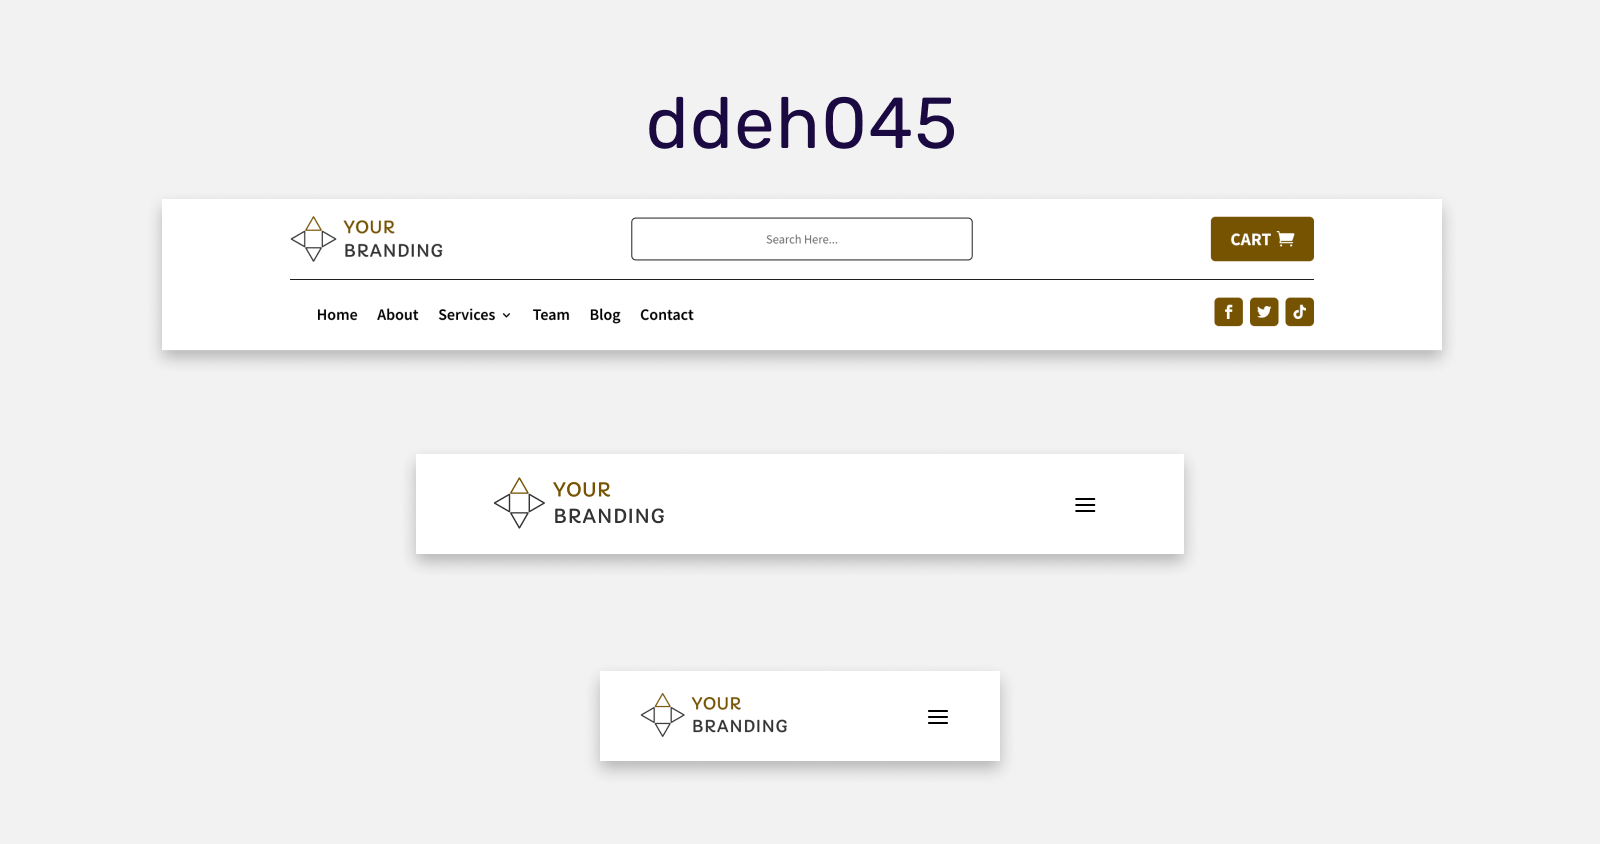 ddeh045
YOUR
BRANDING
Search Here...
CART
Home About Services Team Blog Contact
YOUR
BRANDING
YOUR
BRANDING